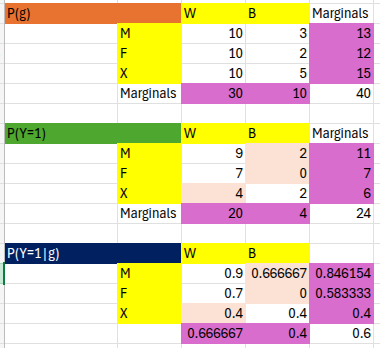 P(g) W B Marginals
M 10 3 13
F 10 2 12
X 10 5 15
Marginals 30 10 40
P(Y=1) W B Marginals
M 9 2 11
F 7 0 7
X 4 2 6
Marginals 20 4 24
P(Y=1|g) W B
M 0.9 0.666667 0.846154
F 0.7 0 0.583333
X 0.4 0.4 0.4
0.666667 0.4 0.6